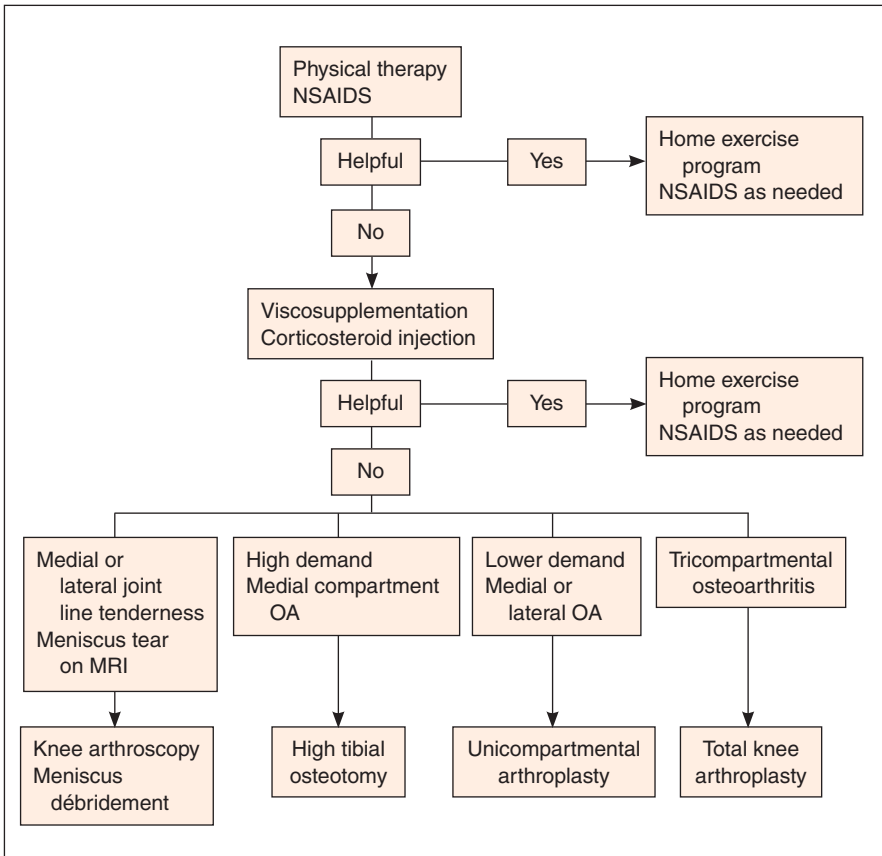 Physical therapy
NSAIDS
Helpful
Yes
Home exercise
program
NSAIDS as needed
No
Viscosupplementation
Corticosteroid injection
Helpful
Yes
Home exercise
program
NSAIDS as needed
No
Medial or
lateral joint
line tenderness
Meniscus tear
on MRI
High demand
Medial compartment
OA
Lower demand
Medial or
lateral OA
Tricompartmental
osteoarthritis
Knee arthroscopy
Meniscus
débridement
High tibial
osteotomy
Unicompartmental
arthroplasty
Total knee
arthroplasty